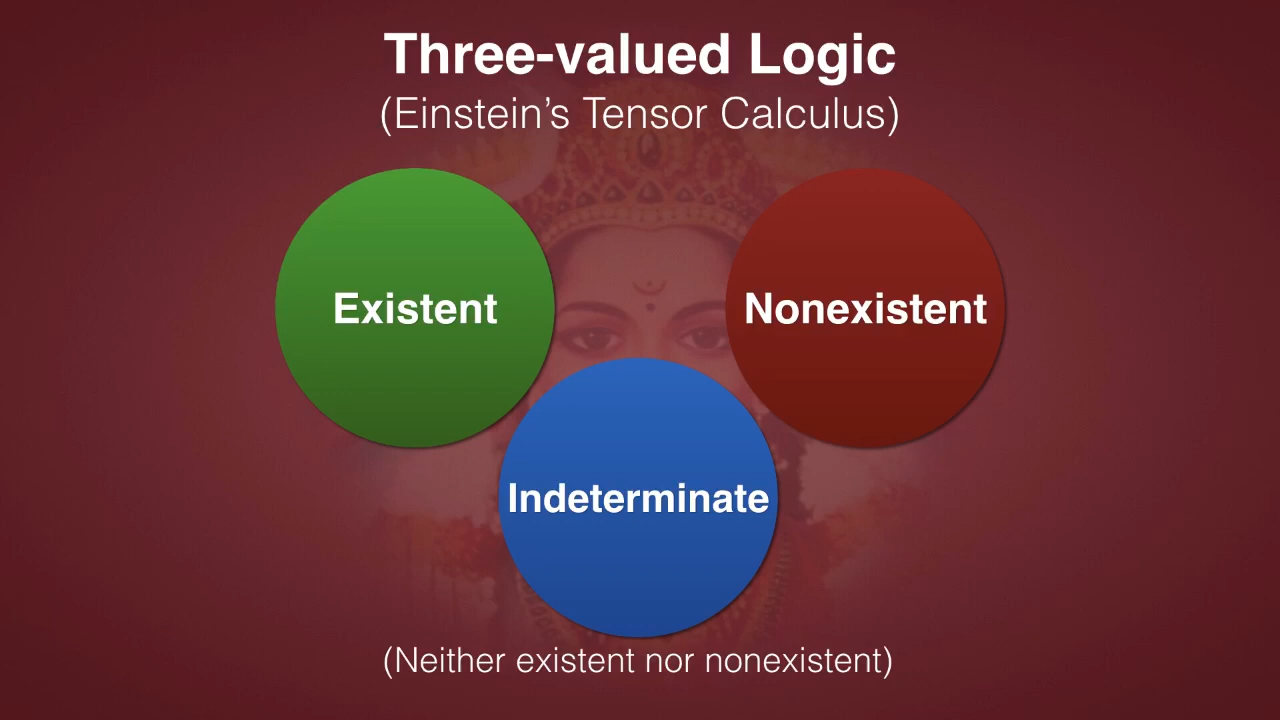 Three-valued Logic
(Einstein’s Tensor Calculus)
Existent
Nonexistent
Indeterminate
(Neither existent nor nonexistent)